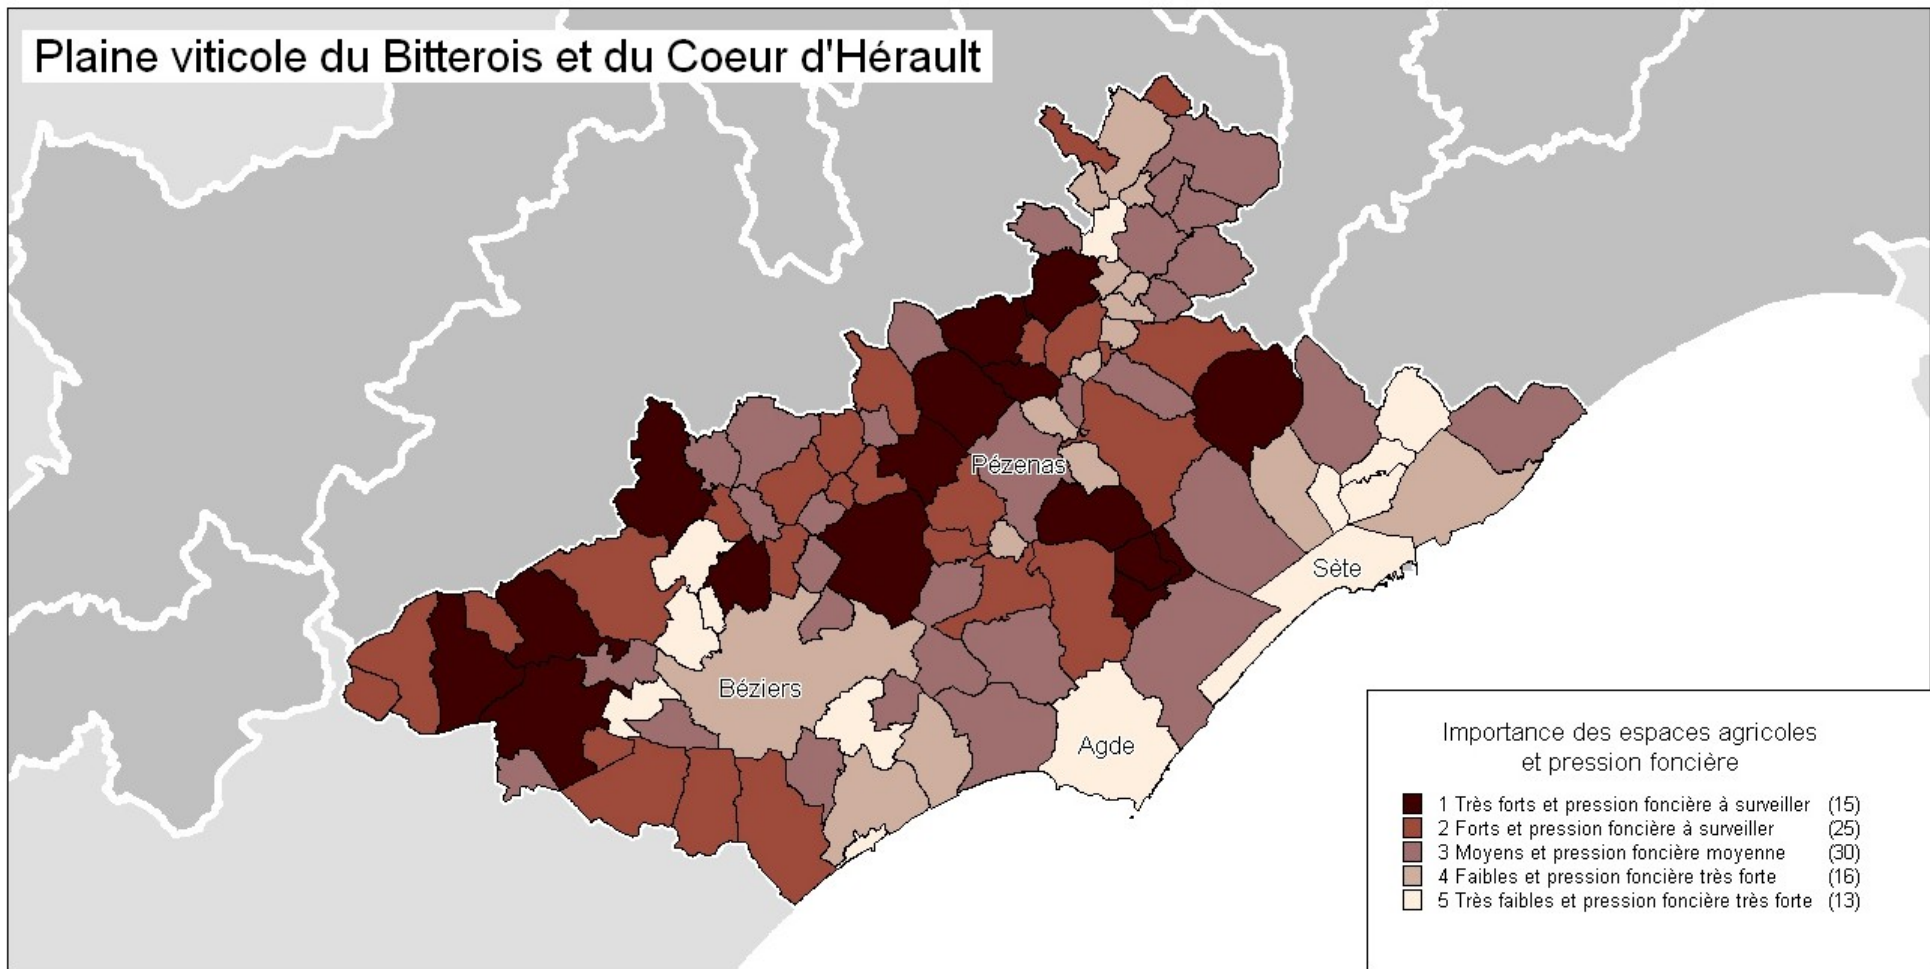 Plaine viticole du Bitterois et du Coeur d'Hérault
Pézenas
Sète
Béziers
Agde
Importance des espaces agricoles
et pression foncière
1 Très forts et pression foncière à surveiller (15)
2 Forts et pression foncière à surveiller (25)
3 Moyens et pression foncière moyenne (30)
4 Faibles et pression foncière très forte (16)
5 Très faibles et pression foncière très forte (13)